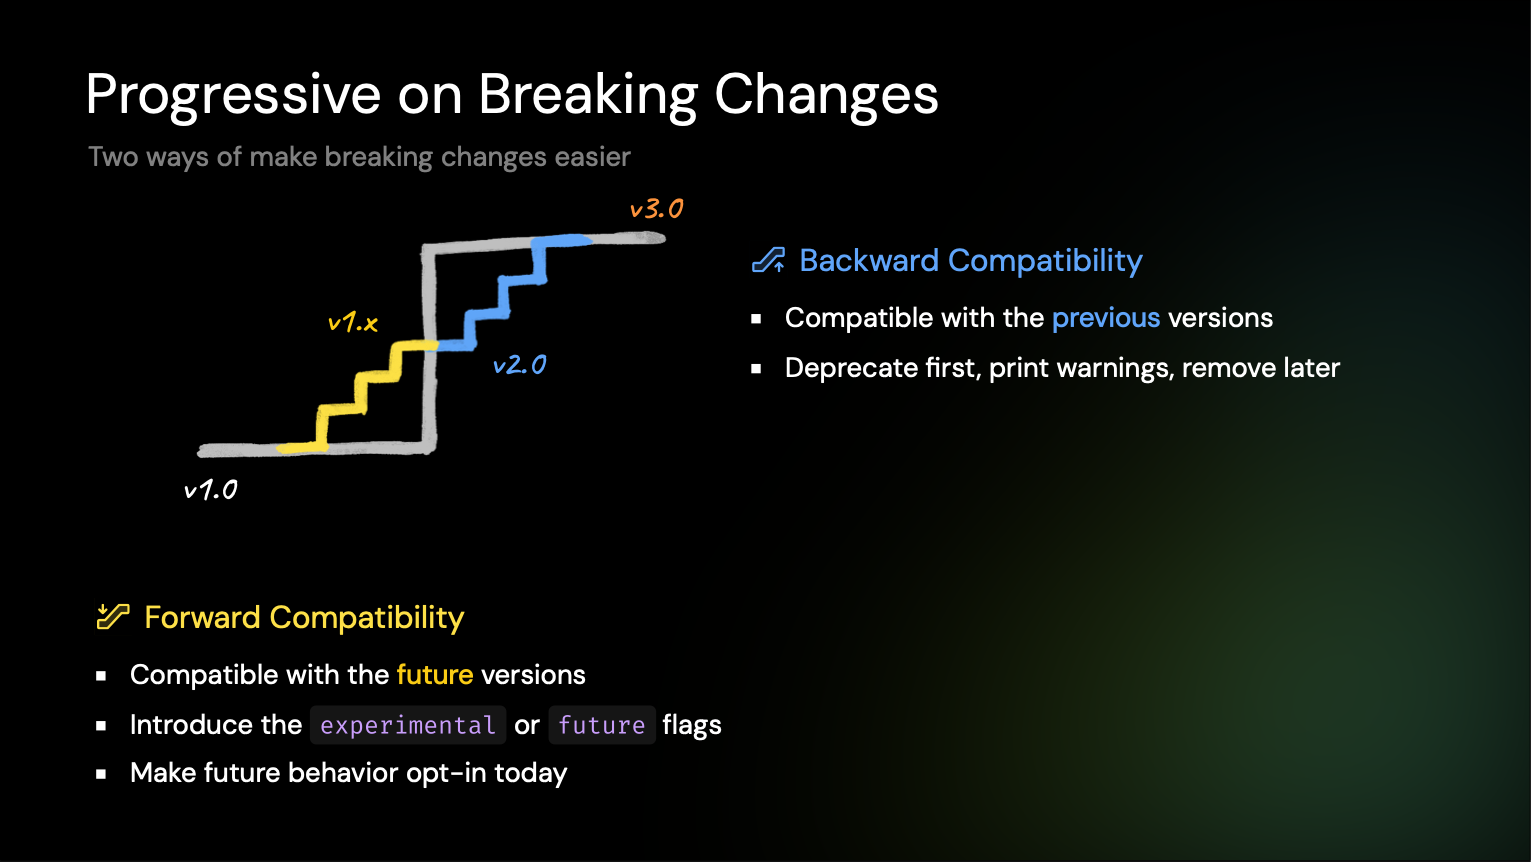 Progressive on Breaking Changes
Two ways of make breaking changes easier
v3.0
v1.x
v2.0
v1.0
Backward Compatibility
Compatible with the previous versions
Deprecate first, print warnings, remove later
Forward Compatibility
Compatible with the future versions
Introduce the experimental or future flags
Make future behavior opt-in today